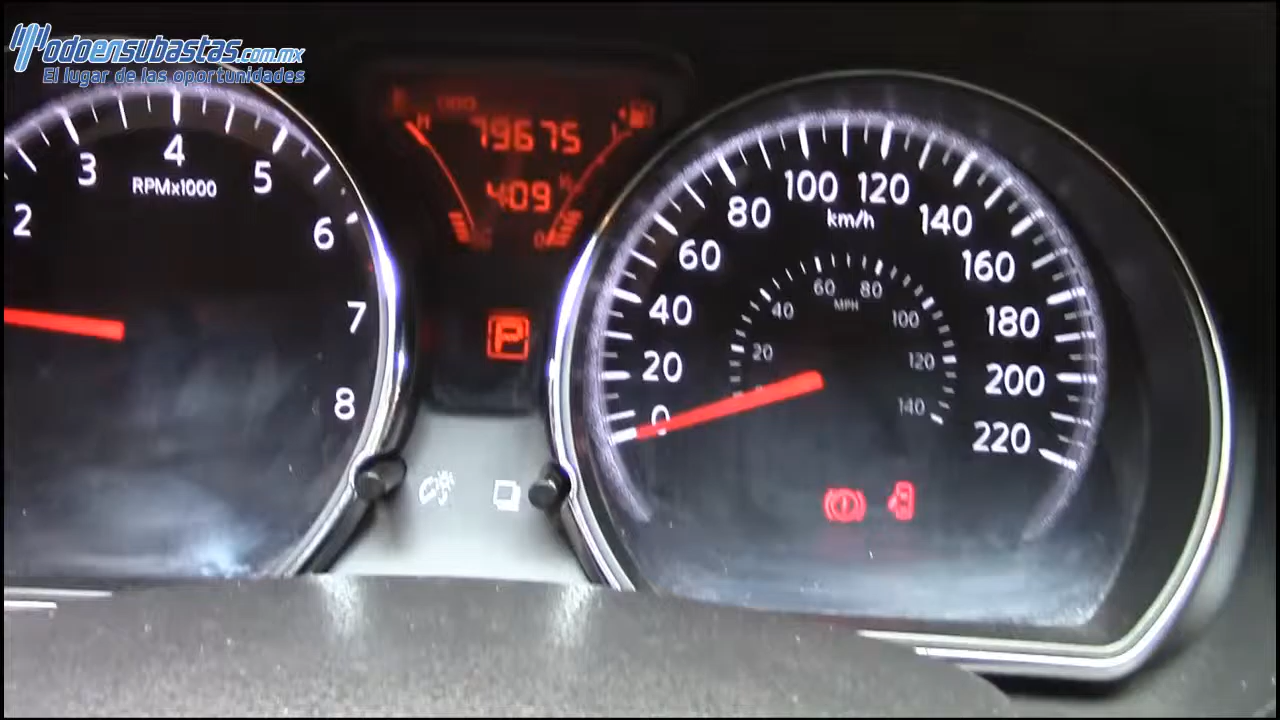 Todoensubastas.com.mx
El lugar de las oportunidades
2 3 4 5 6 7 8
RPMx1000
H
79675
409
0
P
0 20 40 60 80 100 120 140 160 180 200 220
km/h
20 40 60 80 100 120 140
MPH